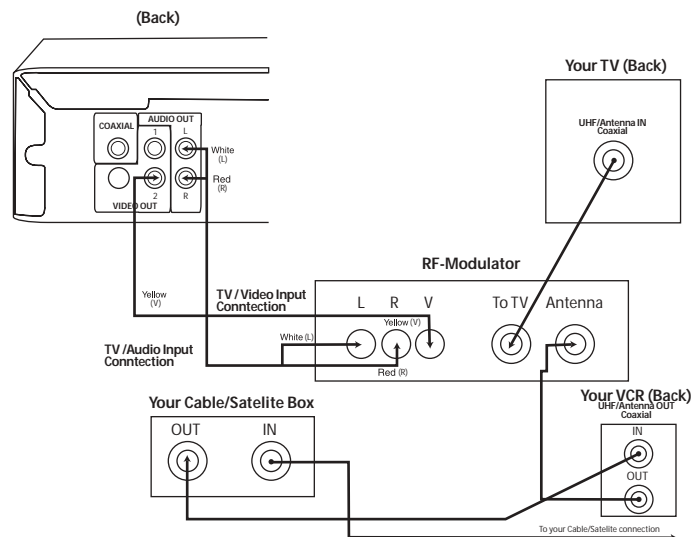 (Back)
Your TV (Back)
UHF/Antenna IN
Coaxial
COAXIAL
AUDIO OUT
1
L
White
(L)
Red
(R)
2
R
VIDEO OUT
RF-Modulator
Yellow
(V)
TV / Video Input
Conntection
L
R
V
To TV
Antenna
Yellow (V)
White (L)
Red (R)
TV /Audio Input
Conntection
Your Cable/Satelite Box
OUT
IN
Your VCR (Back)
UHF/Antenna OUT
Coaxial
IN
OUT
To your Cable/Satelite connection